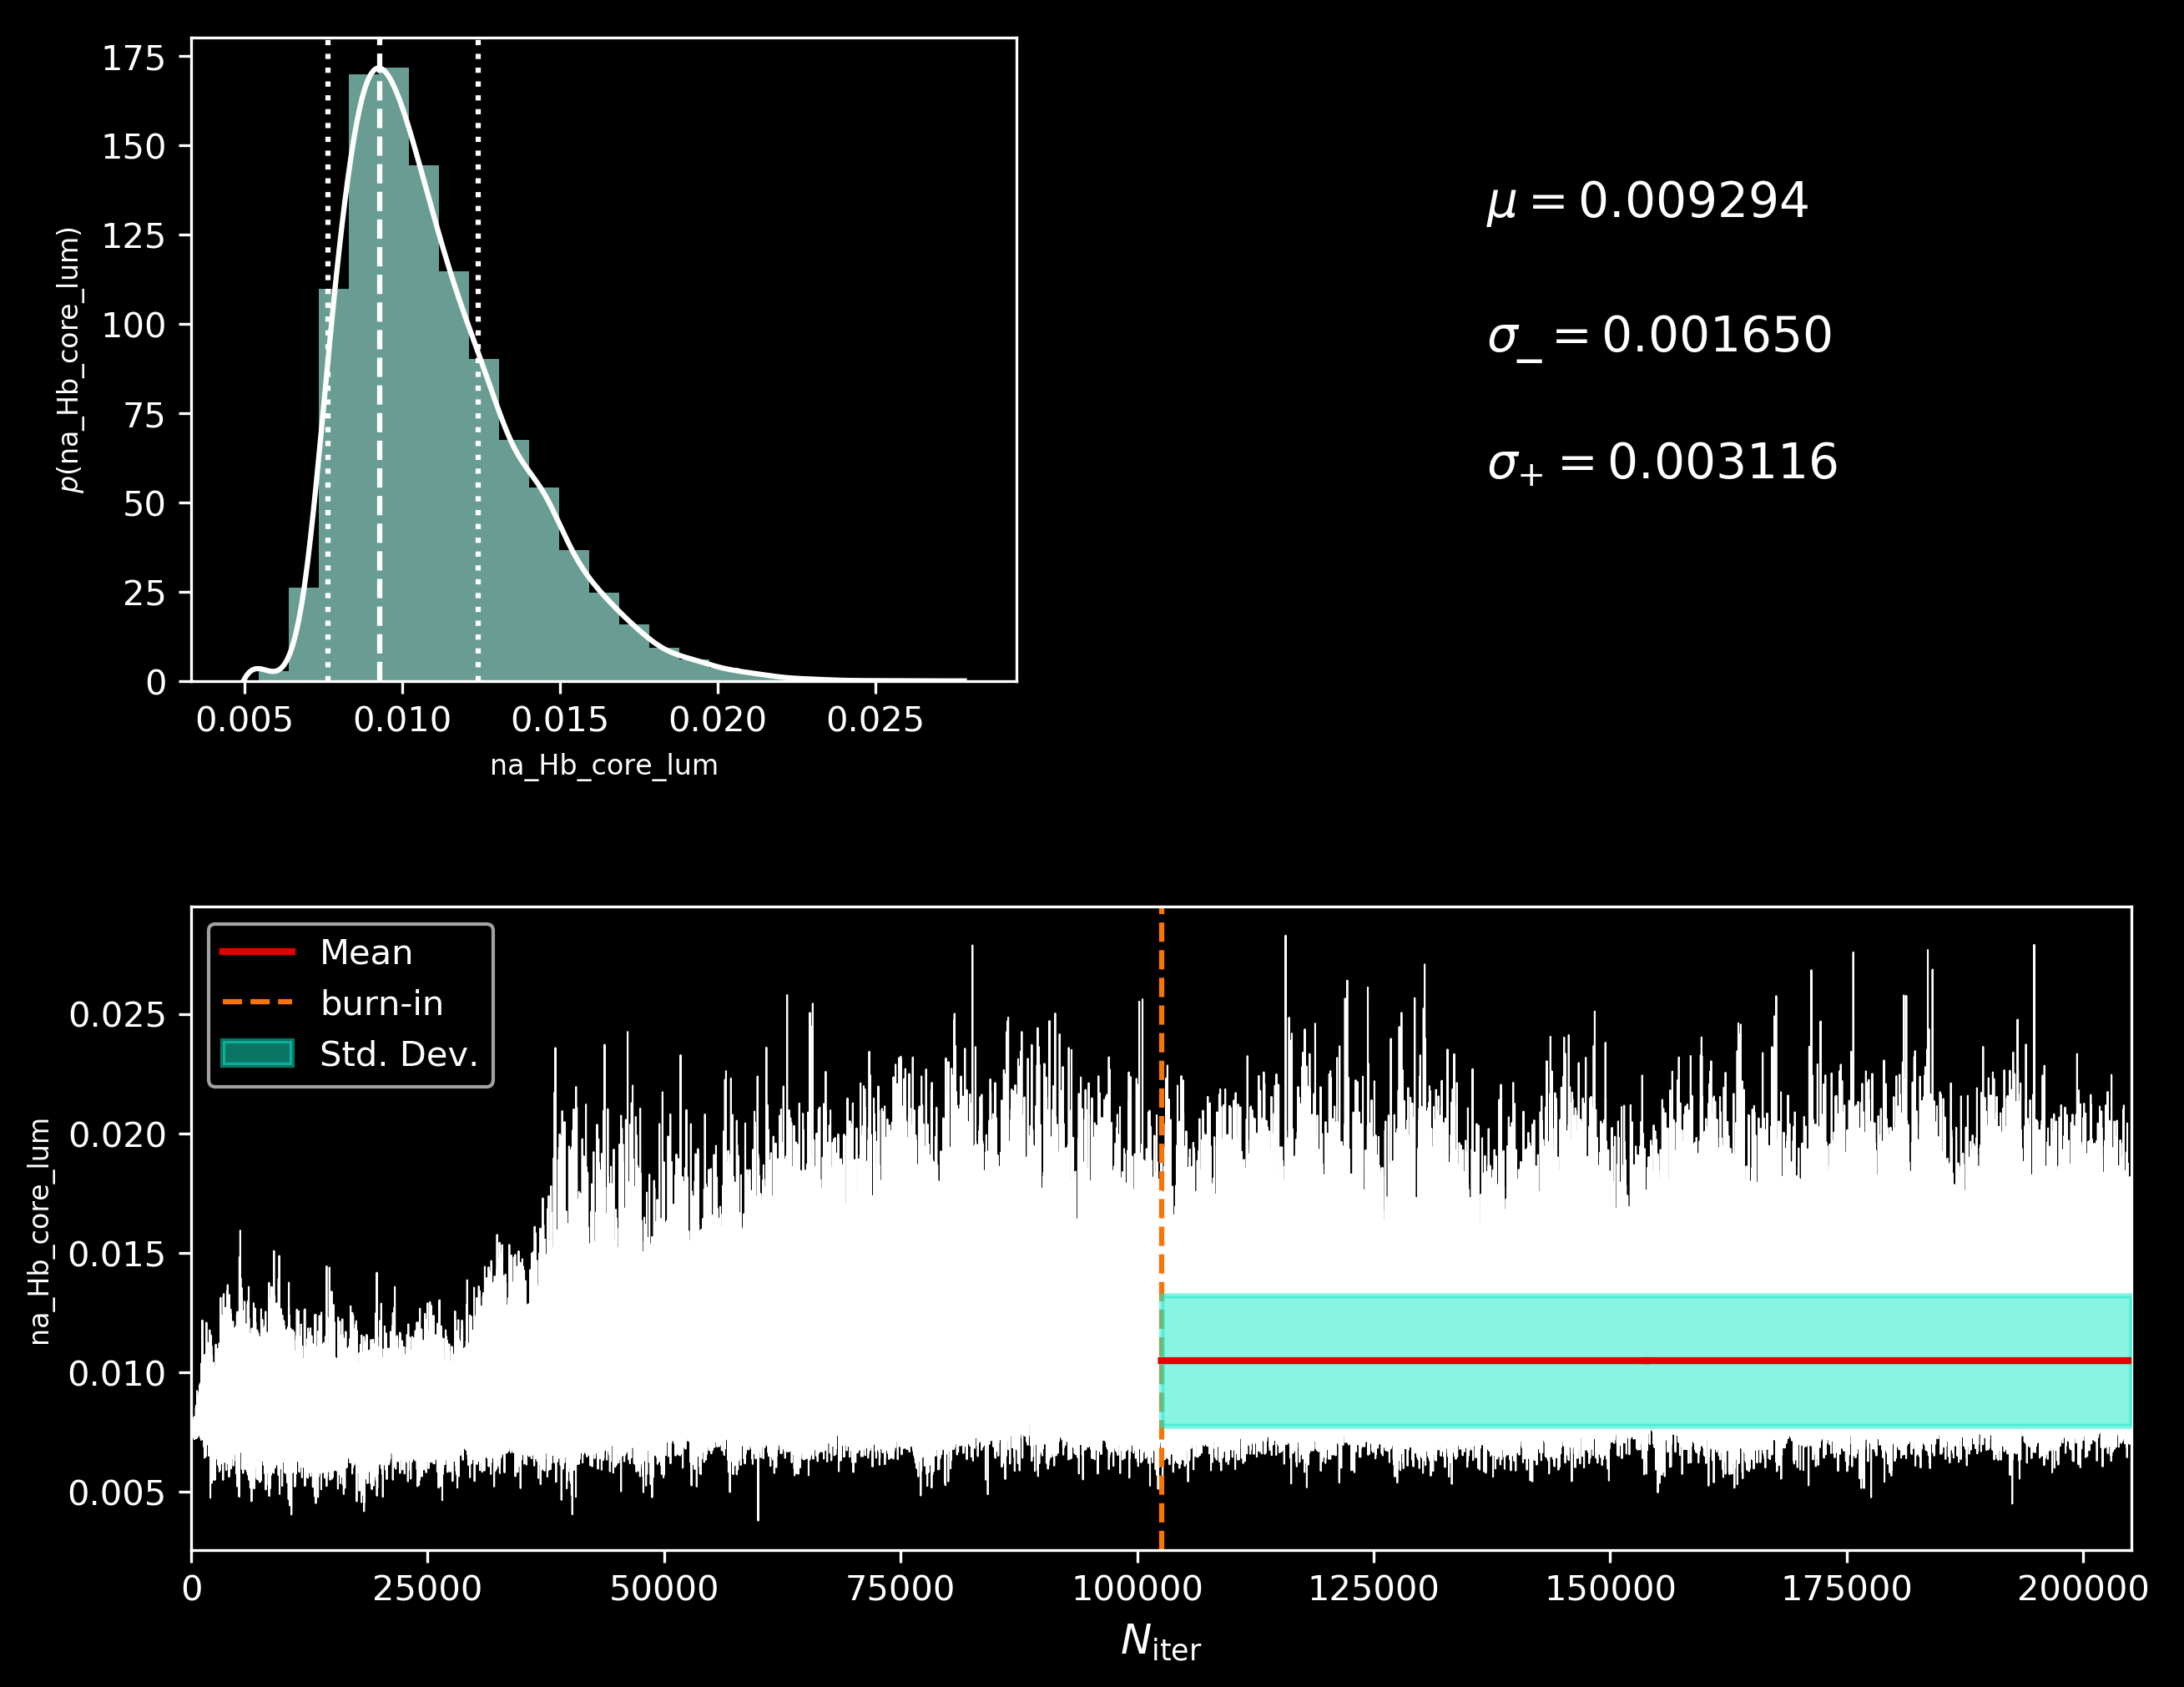 175
150
125
100
75
50
25
0
p(na_Hb_core_lum)
0.005 0.010 0.015 0.020 0.025
na_Hb_core_lum
μ = 0.009294
σ_ = 0.001650
σ+ = 0.003116
Mean
burn-in
Std. Dev.
0.025
0.020
0.015
0.010
0.005
na_Hb_core_lum
0 25000 50000 75000 100000 125000 150000 175000 200000
Niter